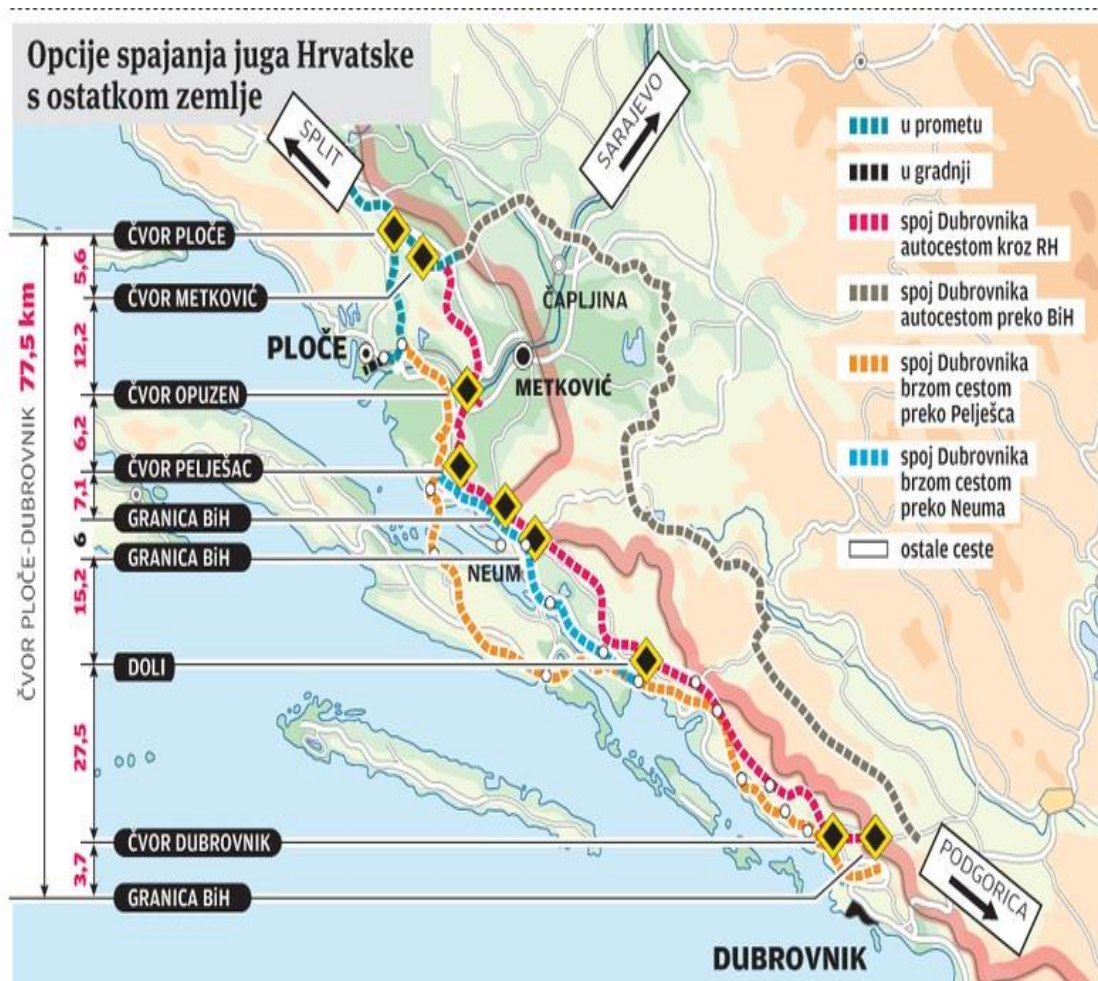 Opcije spajanja juga Hrvatske
s ostatkom zemlje
SPLIT
SARAJEVO
u prometu
u gradnji
spoj Dubrovnika
autocestom kroz RH
spoj Dubrovnika
autocestom preko BiH
spoj Dubrovnika
brzom cestom
preko Pelješca
spoj Dubrovnika
brzom cestom
preko Neuma
ostale ceste
ČVOR PLOČE-DUBROVNIK 77,5 km
ČVOR PLOČE
5,6
ČVOR METKOVIĆ
12,2
ČVOR OPUZEN
6,2
ČVOR PELJEŠAC
7,1
GRANICA BiH
6
GRANICA BiH
15,2
DOLI
27,5
ČVOR DUBROVNIK
3,7
GRANICA BiH
ČAPLJINA
PLOČE
METKOVIĆ
NEUM
PODGORICA
DUBROVNIK